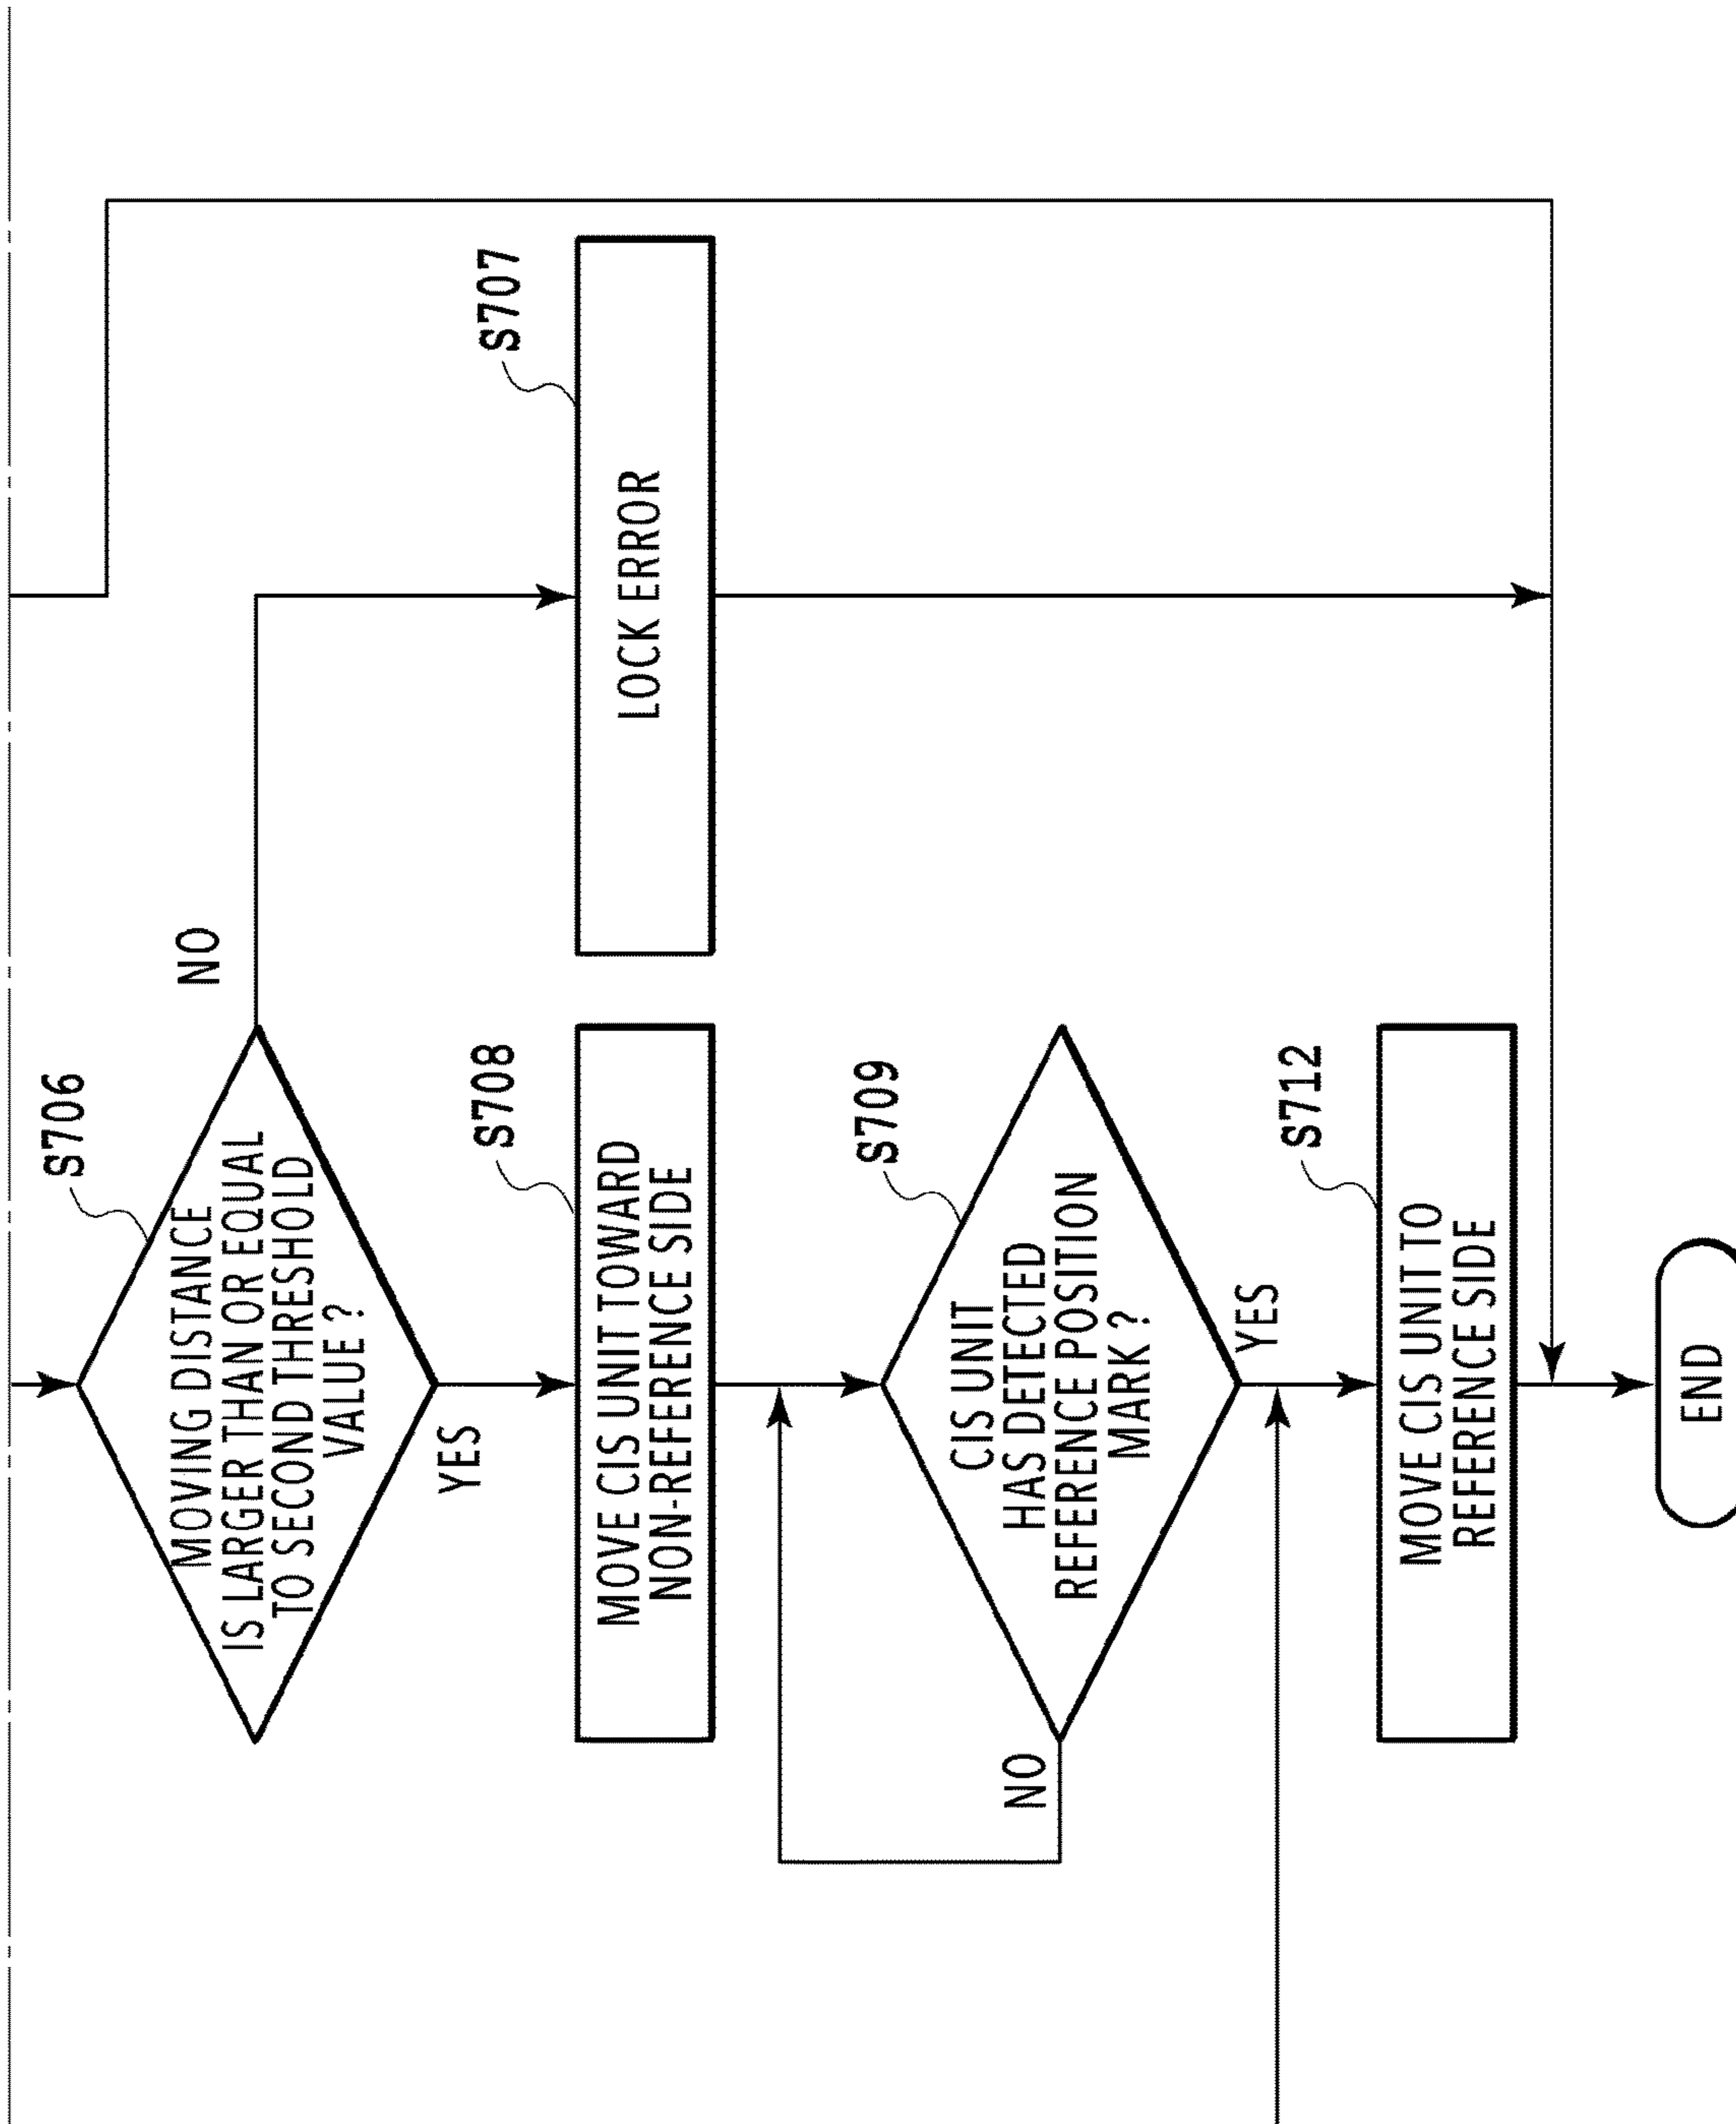 S706
MOVING DISTANCE
IS LARGER THAN OR EQUAL
TO SECOND THRESHOLD
VALUE ?
NO
YES
S708
MOVE CIS UNIT TOWARD
NON-REFERENCE SIDE
S707
LOCK ERROR
S709
CIS UNIT
HAS DETECTED
REFERENCE POSITION
MARK ?
NO
YES
S712
MOVE CIS UNIT TO
REFERENCE SIDE
END